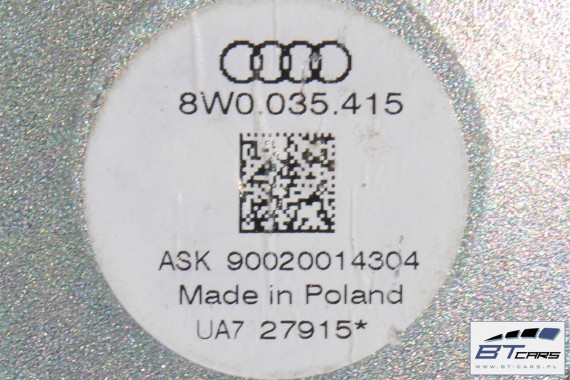 8W0.035.415
ASK 90020014304
Made in Poland
UA7 27915*
BT CARS
WWW.BT-CARS.PL